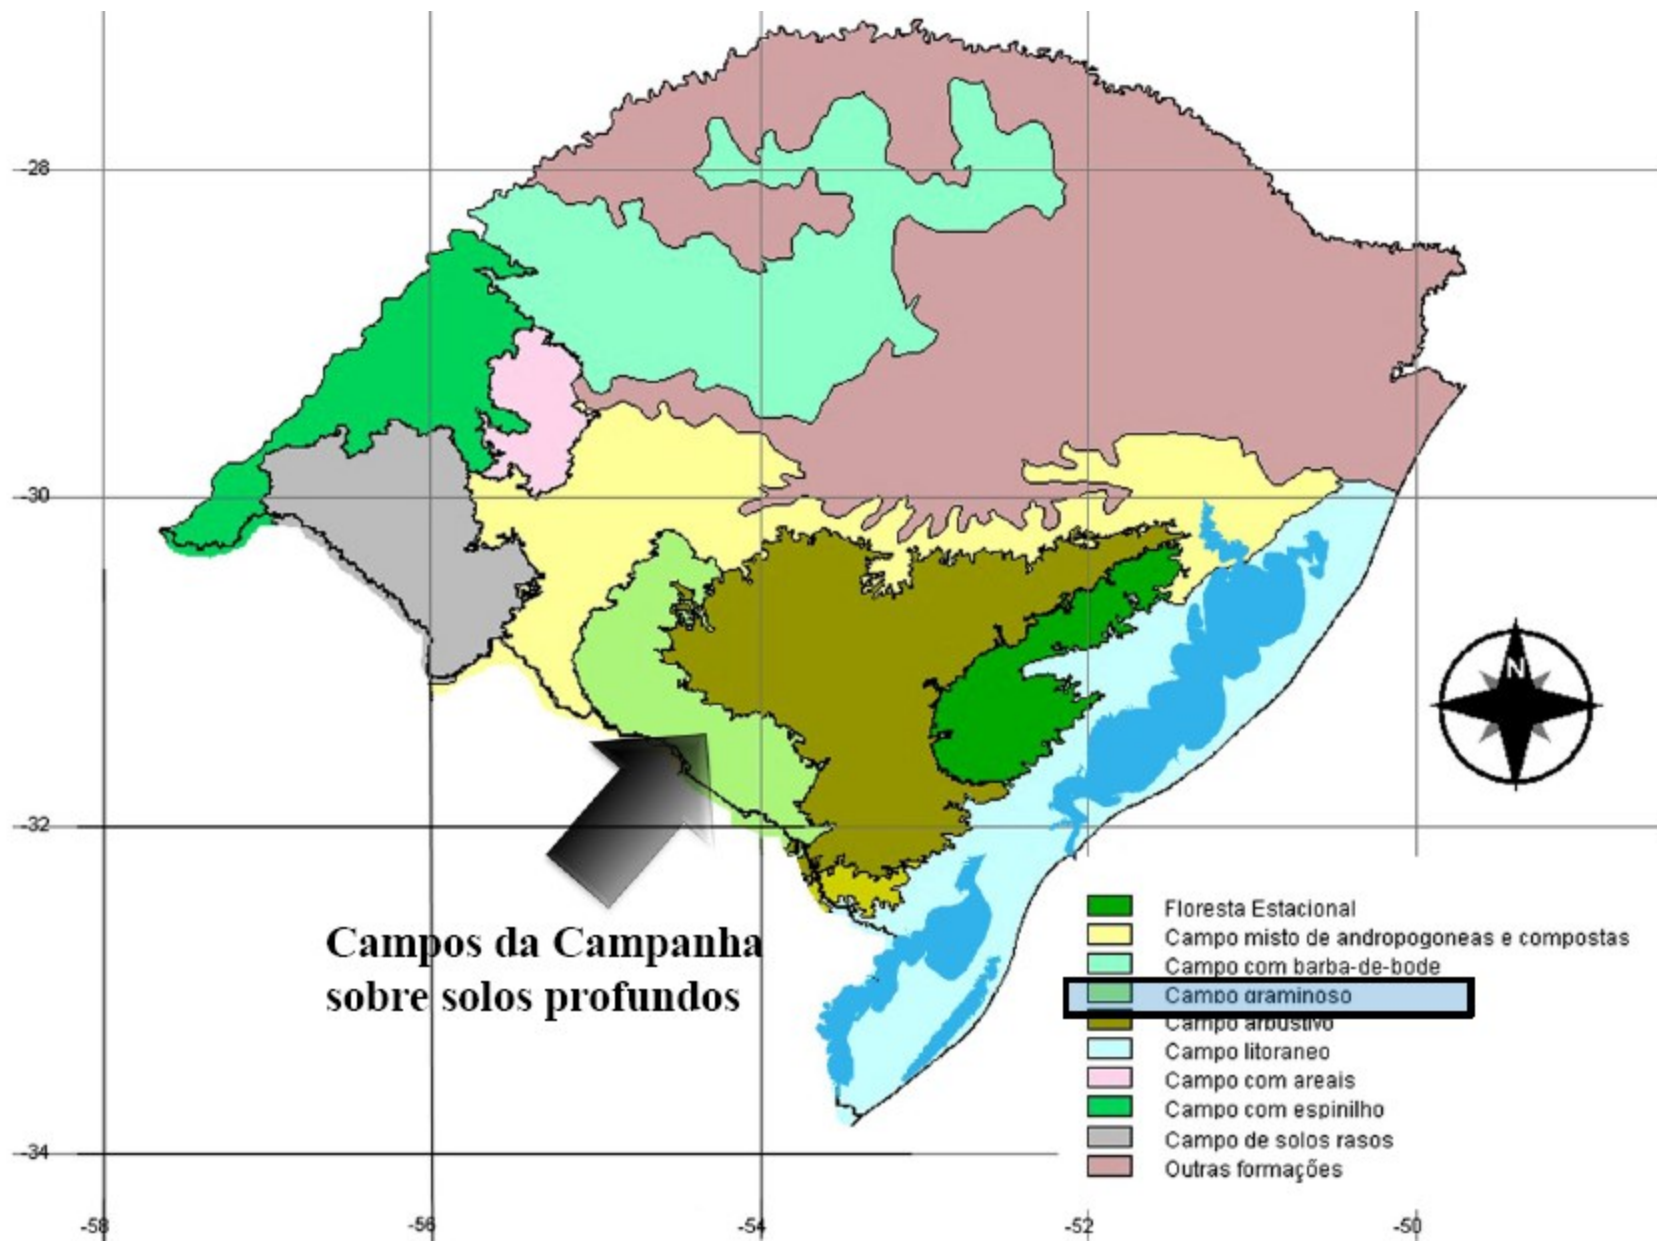 -28
-30
-32
-34
-58
-56
-54
-52
-50
N
Campos da Campanha
sobre solos profundos
Floresta Estacional
Campo misto de andropogoneas e compostas
Campo com barba-de-bode
Campo graminoso
Campo arbustivo
Campo litoraneo
Campo com areais
Campo com espinilho
Campo de solos rasos
Outras formações